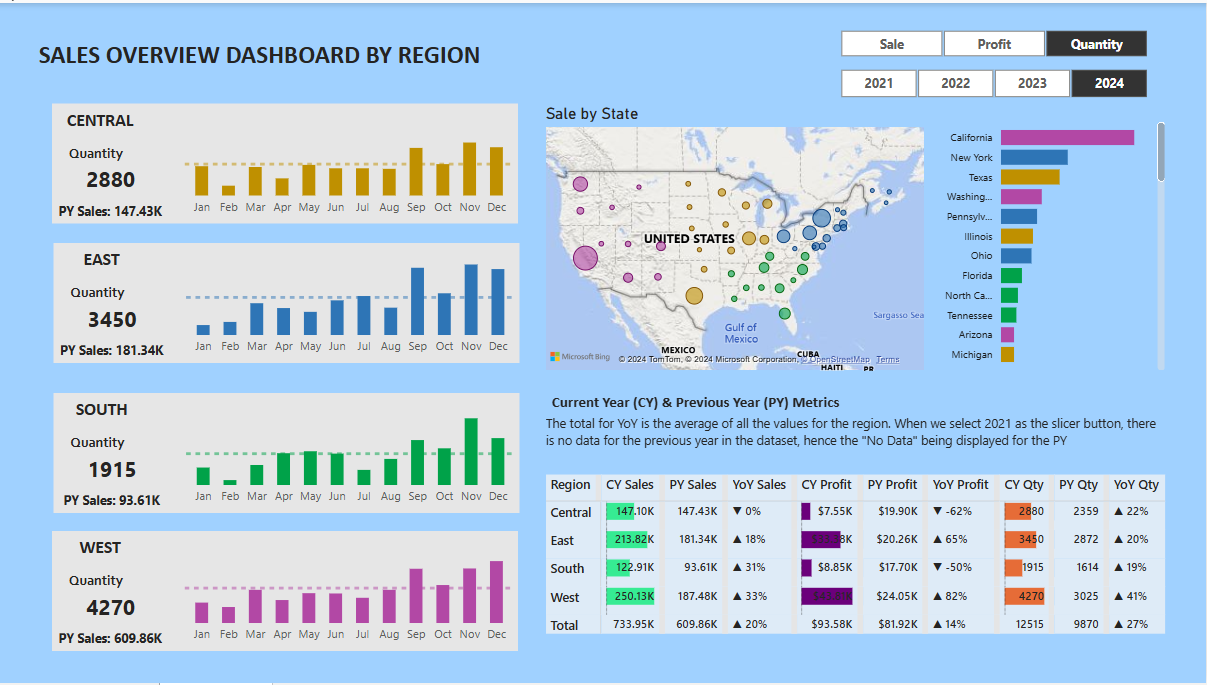 SALES OVERVIEW DASHBOARD BY REGION
Sale Profit Quantity
2021 2022 2023 2024
CENTRAL
Quantity
2880
PY Sales: 147.43K
Jan Feb Mar Apr May Jun Jul Aug Sep Oct Nov Dec
EAST
Quantity
3450
PY Sales: 181.34K
Jan Feb Mar Apr May Jun Jul Aug Sep Oct Nov Dec
SOUTH
Quantity
1915
PY Sales: 93.61K
Jan Feb Mar Apr May Jun Jul Aug Sep Oct Nov Dec
WEST
Quantity
4270
PY Sales: 609.86K
Jan Feb Mar Apr May Jun Jul Aug Sep Oct Nov Dec
Sale by State
UNITED STATES
Sargasso Sea
Gulf of
Mexico
MEXICO
CUBA
HAITI PR
Microsoft Bing © 2024 TomTom, © 2024 Microsoft Corporation, © OpenStreetMap Terms
California
New York
Texas
Washing...
Pennsylv...
Illinois
Ohio
Florida
North Ca...
Tennessee
Arizona
Michigan
Current Year (CY) & Previous Year (PY) Metrics
The total for YoY is the average of all the values for the region. When we select 2021 as the slicer button, there
is no data for the previous year in the dataset, hence the "No Data" being displayed for the PY
Region CY Sales PY Sales YoY Sales CY Profit PY Profit YoY Profit CY Qty PY Qty YoY Qty
Central 147.10K 147.43K ▼ 0% $7.55K $19.90K ▼ -62% 2880 2359 ▲ 22%
East 213.82K 181.34K ▲ 18% $20.26K ▲ 65% 3450 2872 ▲ 20%
South 122.91K 93.61K ▲ 31% $8.85K $17.70K ▼ -50% 1915 1614 ▲ 19%
West 250.13K 187.48K ▲ 33% $24.05K ▲ 82% 4270 3025 ▲ 41%
Total 733.95K 609.86K ▲ 20% $93.58K $81.92K ▲ 14% 12515 9870 ▲ 27%